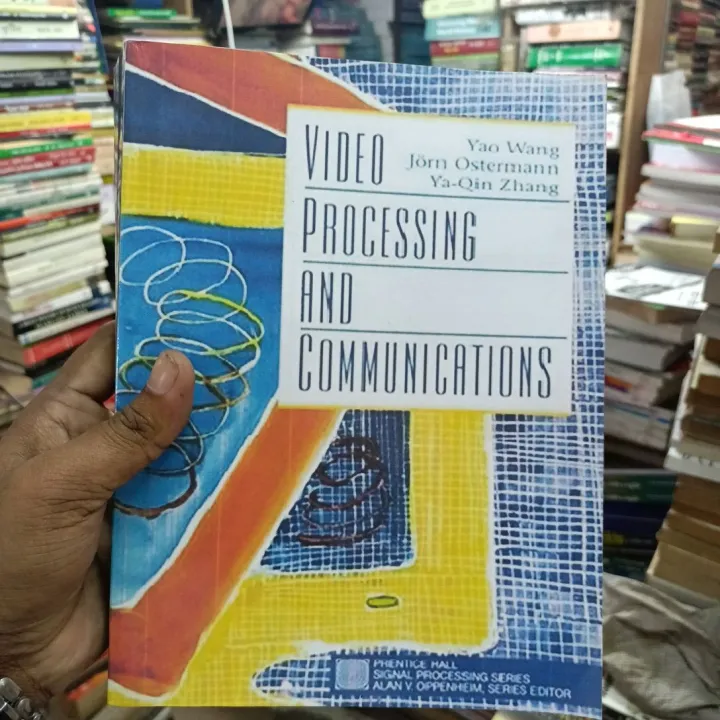 VIDEO
PROCESSING
AND
COMMUNICATIONS
Yao Wang
Jörn Ostermann
Ya-Qin Zhang
PRENTICE HALL
SIGNAL PROCESSING SERIES
ALAN V. OPPENHEIM, SERIES EDITOR